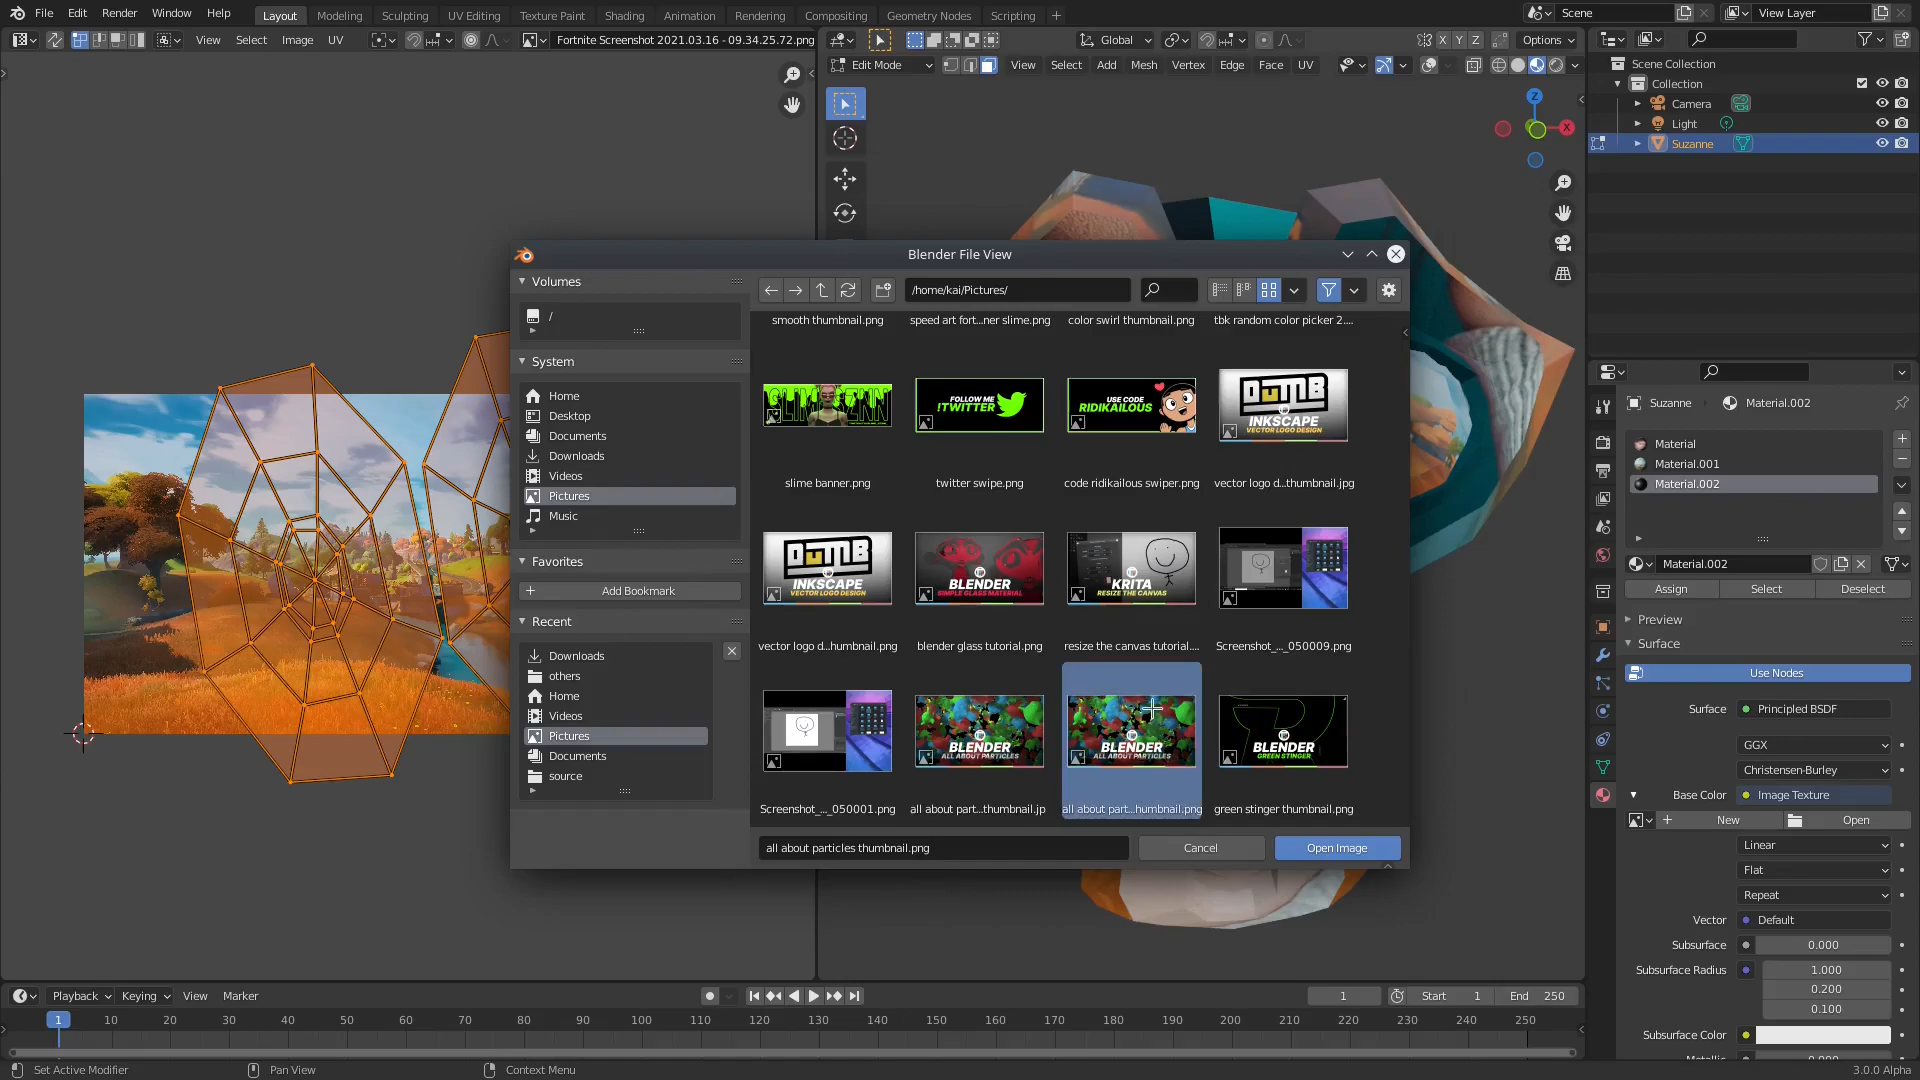 File Edit Render Window Help Layout Modeling Sculpting UV Editing Texture Paint Shading Animation Rendering Compositing Geometry Nodes Scripting + Scene View Layer
View Select Image UV Fortnite Screenshot 2021.03.16 - 09.34.25.72.png Global X Y Z Options
Edit Mode View Select Add Mesh Vertex Edge Face UV
Scene Collection
Collection
Camera
Light
Suzanne
Z
X
Blender File View
Volumes
/
System
Home
Desktop
Documents
Downloads
Videos
Pictures
Music
Favorites
+ Add Bookmark
Recent
Downloads
others
Home
Videos
Pictures
Documents
source
/home/kai/Pictures/
smooth thumbnail.png speed art fort...ner slime.png color swirl thumbnail.png tbk random color picker 2....
FOLLOW ME
!TWITTER
USE CODE
RIDIKAILOUS
DUMB
INKSCAPE
VECTOR LOGO DESIGN
slime banner.png twitter swipe.png code ridikailous swiper.png vector logo d...thumbnail.jpg
DUMB
INKSCAPE
VECTOR LOGO DESIGN
BLENDER
SIMPLE GLASS MATERIAL
KRITA
RESIZE THE CANVAS
vector logo d...humbnail.png blender glass tutorial.png resize the canvas tutorial.... Screenshot_..._050009.png
BLENDER
ALL ABOUT PARTICLES
BLENDER
ALL ABOUT PARTICLES
BLENDER
GREEN STINGER
Screenshot_..._050001.png all about part...thumbnail.jp all about part...humbnail.png green stinger thumbnail.png
all about particles thumbnail.png Cancel Open Image
Suzanne Material.002
Material
Material.001
Material.002
Material.002
Assign Select Deselect
Preview
Surface
Use Nodes
Surface Principled BSDF
GGX
Christensen-Burley
Base Color Image Texture
+ New Open
Linear
Flat
Repeat
Vector Default
Subsurface 0.000
Subsurface Radius 1.000
0.200
0.100
Subsurface Color
Playback Keying View Marker 1 Start 1 End 250
1 10 20 30 40 50 60 70 80 90 100 110 120 130 140 150 160 170 180 190 200 210 220 230 240 250
Set Active Modifier Pan View Context Menu 3.0.0 Alpha